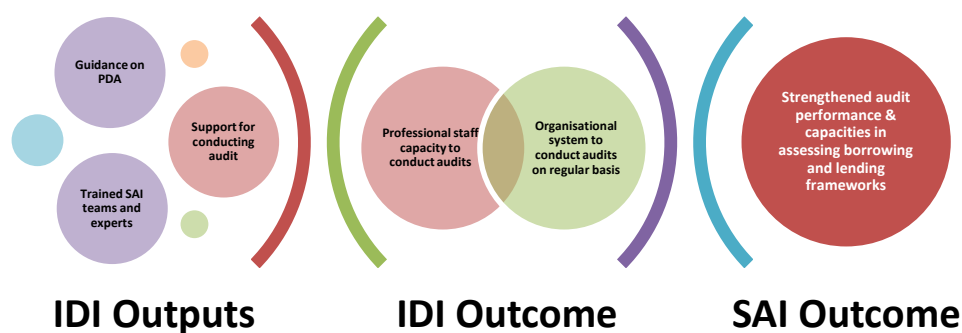 Guidance on
PDA
Support for
conducting
audit
Trained SAI
teams and
experts
IDI Outputs
Professional staff
capacity to
conduct audits
Organisational
system to
conduct audits
on regular basis
IDI Outcome
Strengthened audit
performance &
capacities in
assessing borrowing
and lending
frameworks
SAI Outcome